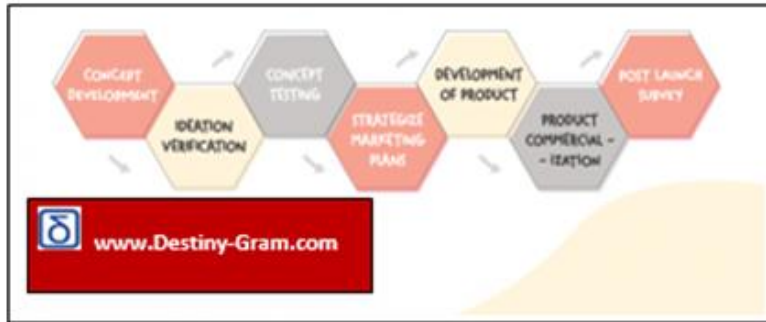 CONCEPT
DEVELOPMENT
IDEATION
VERIFICATION
CONCEPT
TESTING
STRATEGIZE
MARKETING
PLANS
DEVELOPMENT
OF PRODUCT
PRODUCT
COMMERCIAL -
- IZATION
POST LAUNCH
SURVEY
δ www.Destiny-Gram.com